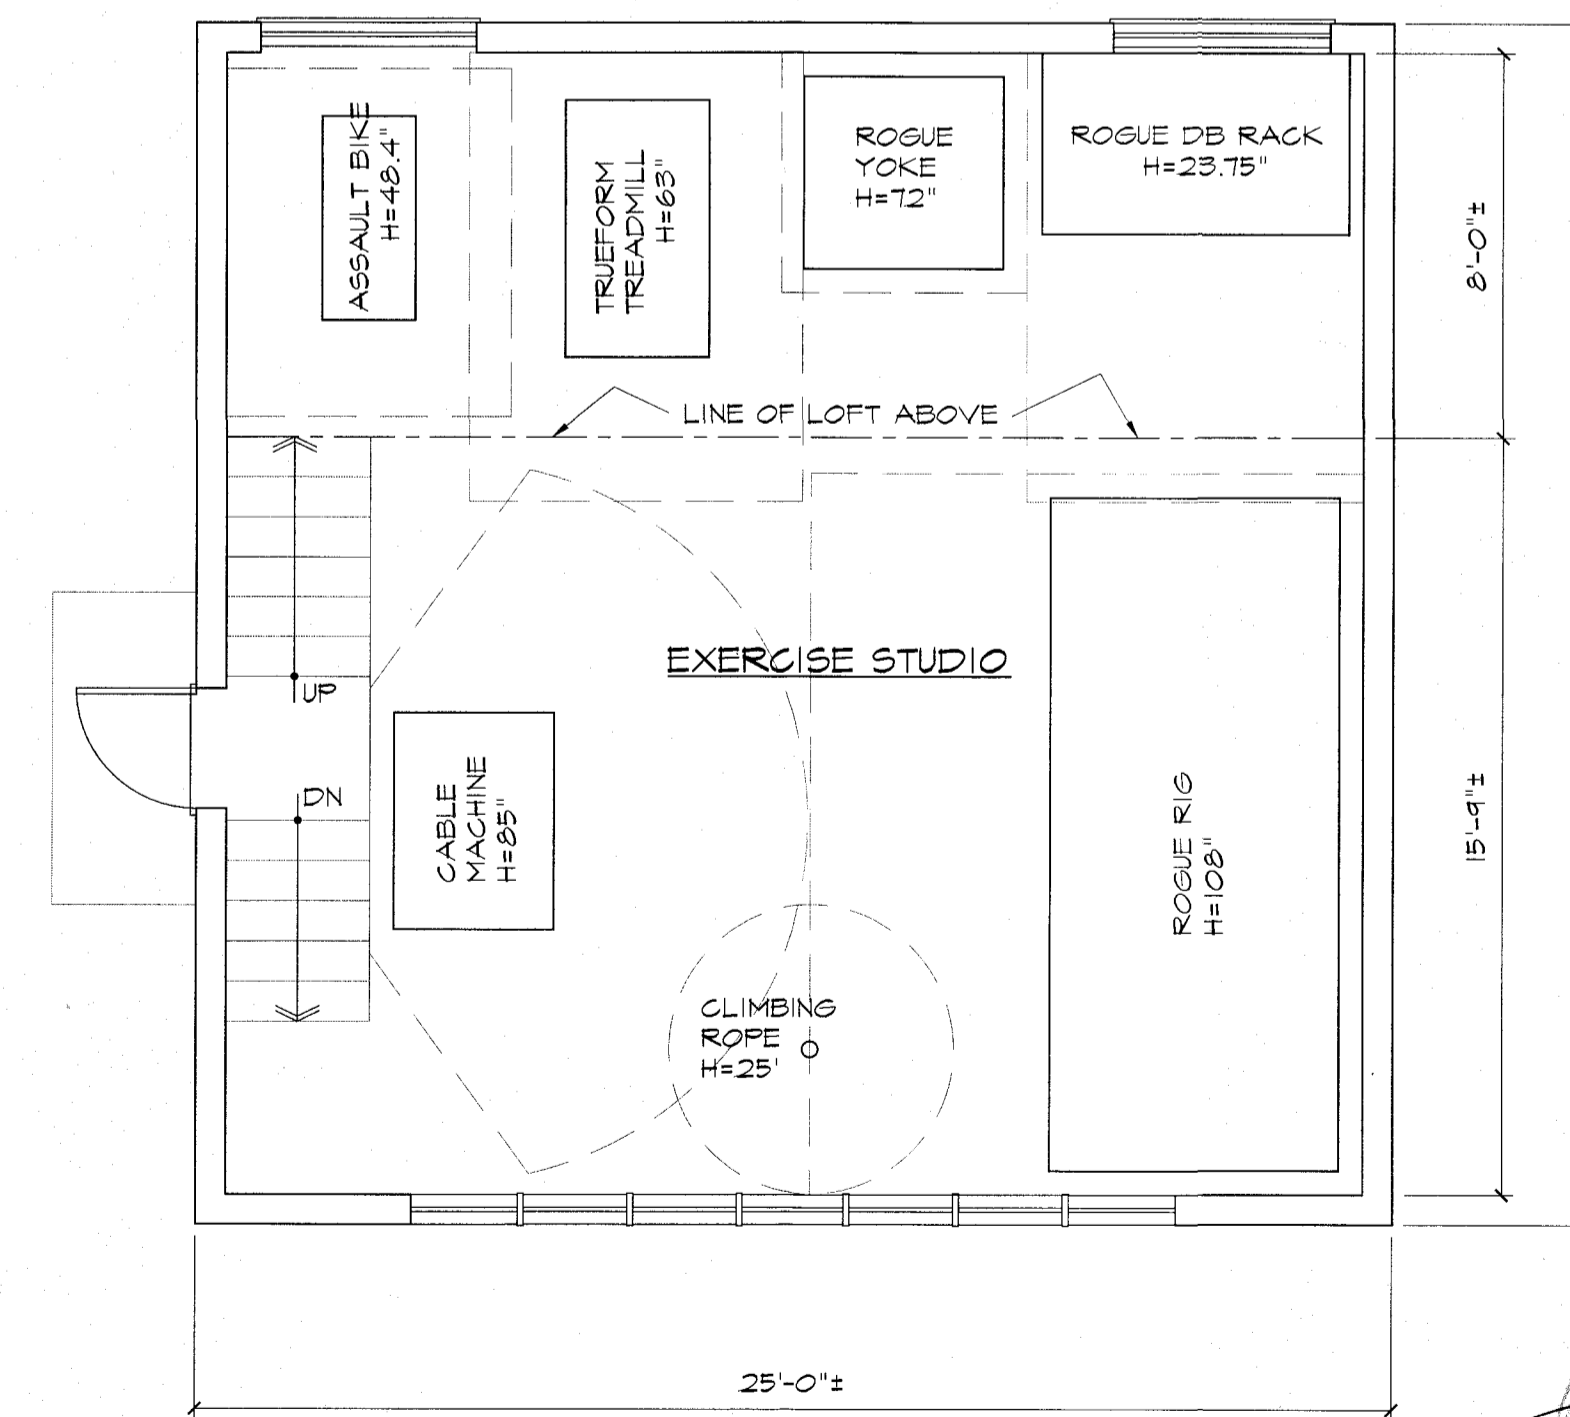 ASSAULT BIKE
H=48.4"
TRUEFORM
TREADMILL
H=63"
ROGUE
YOKE
H=72"
ROGUE DB RACK
H=23.75"
8'-0"±
LINE OF LOFT ABOVE
EXERCISE STUDIO
UP
DN
CABLE
MACHINE
H=85"
ROGUE RIG
H=108"
15'-9"±
CLIMBING
ROPE
H=25'
25'-0"±